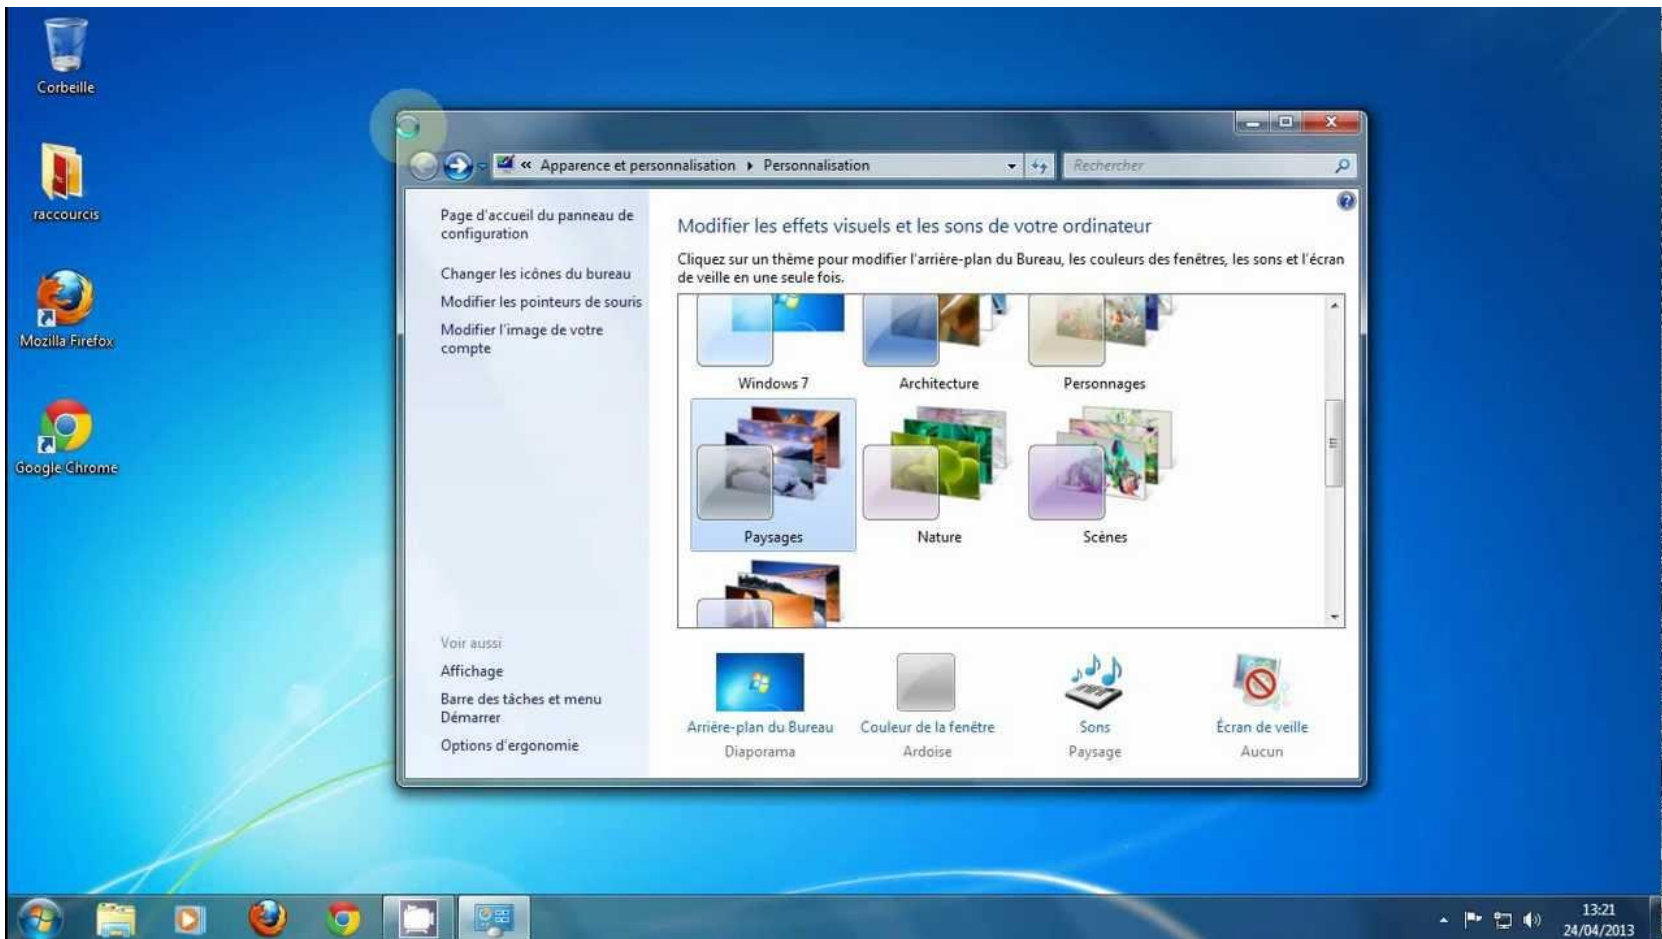 Corbeille
raccourcis
Mozilla Firefox
Google Chrome
« Apparence et personnalisation Personnalisation
Rechercher
Page d'accueil du panneau de
configuration
Changer les icônes du bureau
Modifier les pointeurs de souris
Modifier l'image de votre
compte
Voir aussi
Affichage
Barre des tâches et menu
Démarrer
Options d'ergonomie
Modifier les effets visuels et les sons de votre ordinateur
Cliquez sur un thème pour modifier l'arrière-plan du Bureau, les couleurs des fenêtres, les sons et l'écran
de veille en une seule fois.
Windows 7 Architecture Personnages
Paysages Nature Scènes
Arrière-plan du Bureau Couleur de la fenêtre Sons Écran de veille
Diaporama Ardoise Paysage Aucun
13:21
24/04/2013